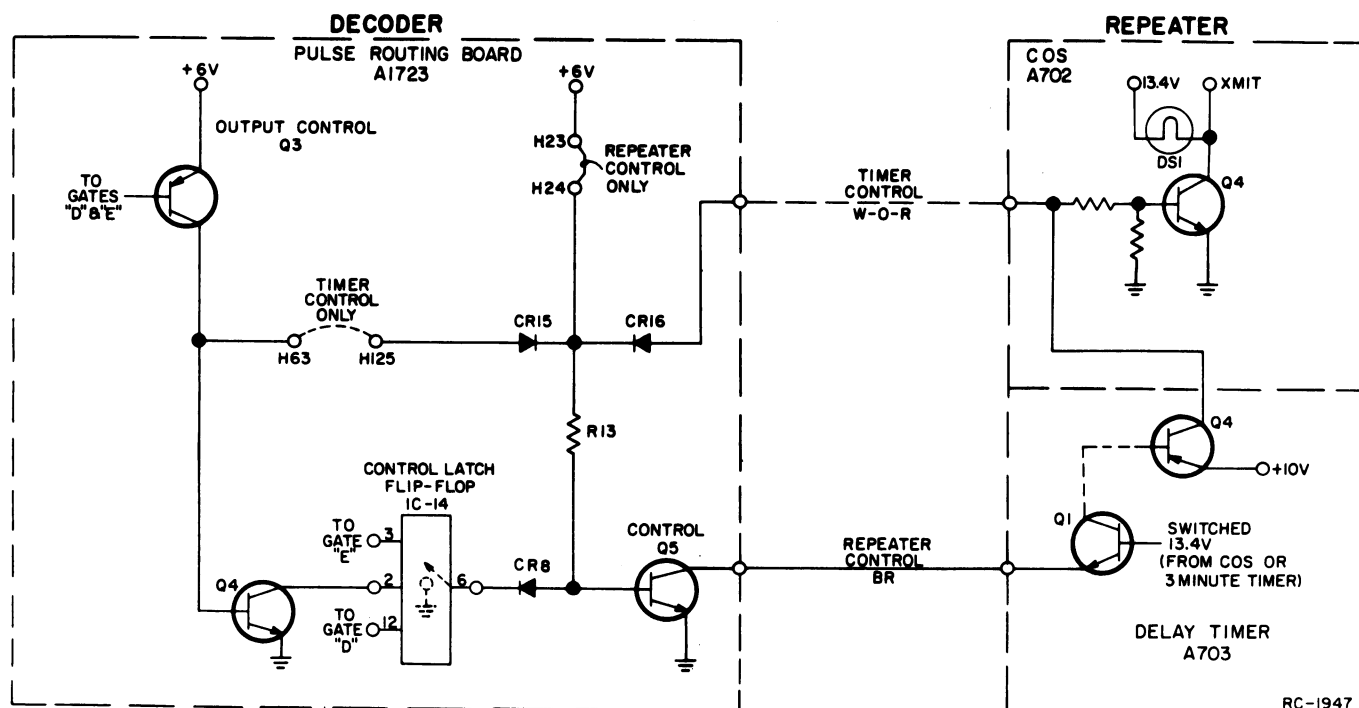 DECODER
PULSE ROUTING BOARD
A1723
+6V
OUTPUT CONTROL
Q3
TO
GATES
"D"&"E"
+6V
H23
H24
REPEATER
CONTROL
ONLY
TIMER
CONTROL
ONLY
H63
H125
CR15
CR16
R13
CONTROL LATCH
FLIP-FLOP
IC-14
TO
GATE
"E"
3
2
6
12
TO
GATE
"D"
Q4
CR8
CONTROL
Q5
TIMER
CONTROL
W-O-R
REPEATER
CONTROL
BR
REPEATER
COS
A702
13.4V
XMIT
DS1
Q4
Q4
+10V
Q1
SWITCHED
13.4V
(FROM COS OR
3 MINUTE TIMER)
DELAY TIMER
A703
RC-1947